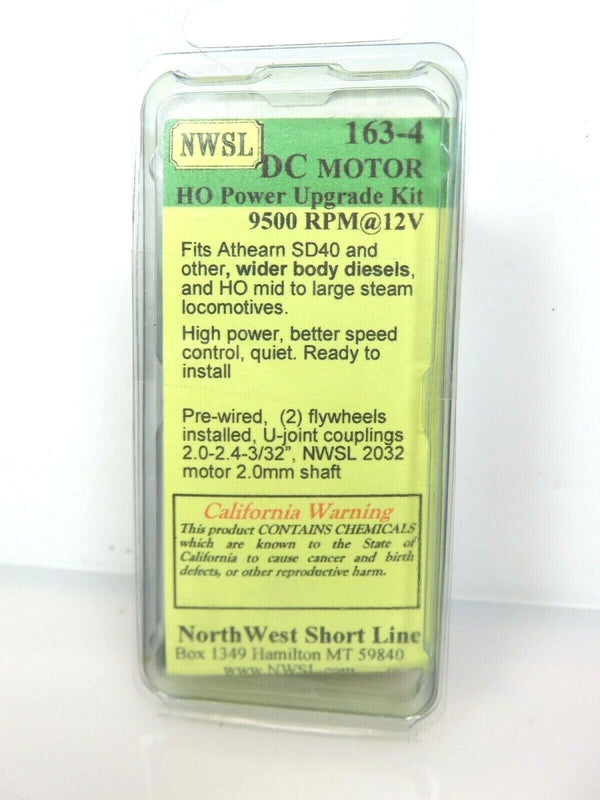 NWSL
163-4
DC MOTOR
HO Power Upgrade Kit
9500 RPM@12V
Fits Athearn SD40 and
other, wider body diesels,
and HO mid to large steam
locomotives.
High power, better speed
control, quiet. Ready to
install
Pre-wired, (2) flywheels
installed, U-joint couplings
2.0-2.4-3/32", NWSL 2032
motor 2.0mm shaft
California Warning
This product CONTAINS CHEMICALS
which are known to the State of
California to cause cancer and birth
defects, or other reproductive harm.
NorthWest Short Line
Box 1349 Hamilton MT 59840
www.NWSL.com